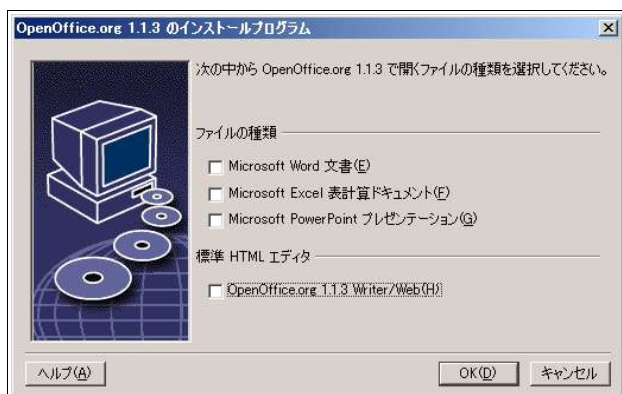 OpenOffice.org 1.1.3 のインストールプログラム
次の中から OpenOffice.org 1.1.3 で開くファイルの種類を選択してください。
ファイルの種類
Microsoft Word 文書(E)
Microsoft Excel 表計算ドキュメント(F)
Microsoft PowerPoint プレゼンテーション(G)
標準 HTML エディタ
OpenOffice.org 1.1.3 Writer/Web(H)
ヘルプ(A)
OK(D)
キャンセル